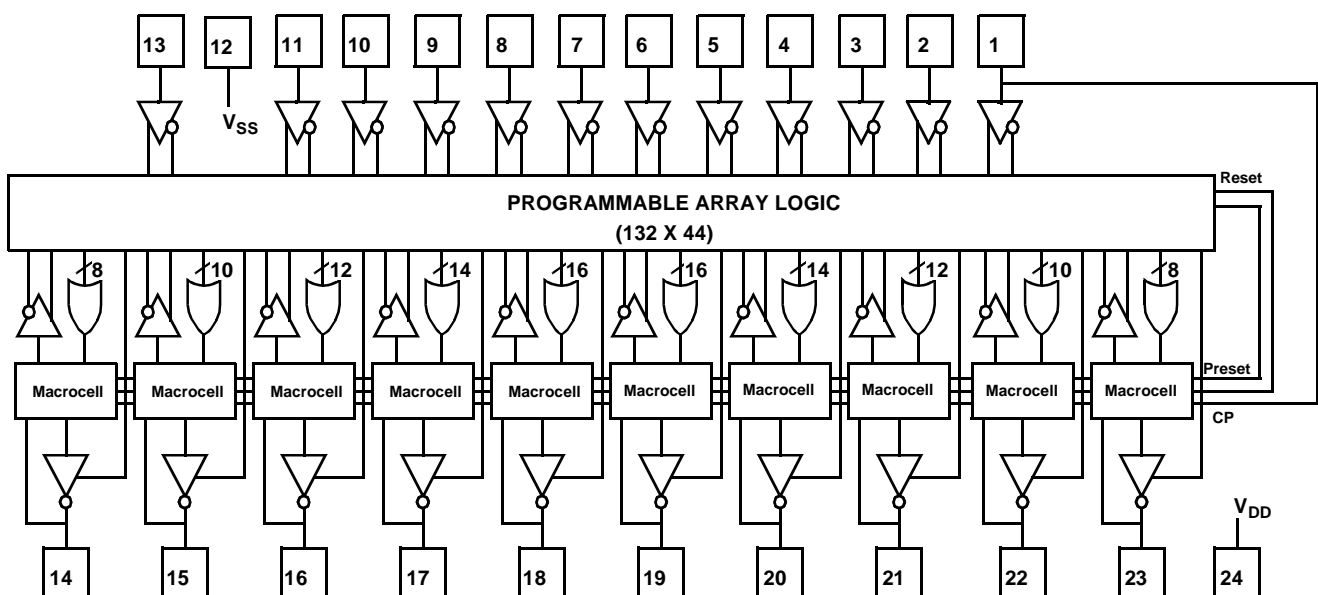 13 12 11 10 9 8 7 6 5 4 3 2 1
VSS
Reset
PROGRAMMABLE ARRAY LOGIC
(132 X 44)
8 10 12 14 16 16 14 12 10 8
Preset
Macrocell Macrocell Macrocell Macrocell Macrocell Macrocell Macrocell Macrocell Macrocell Macrocell
CP
VDD
14 15 16 17 18 19 20 21 22 23 24